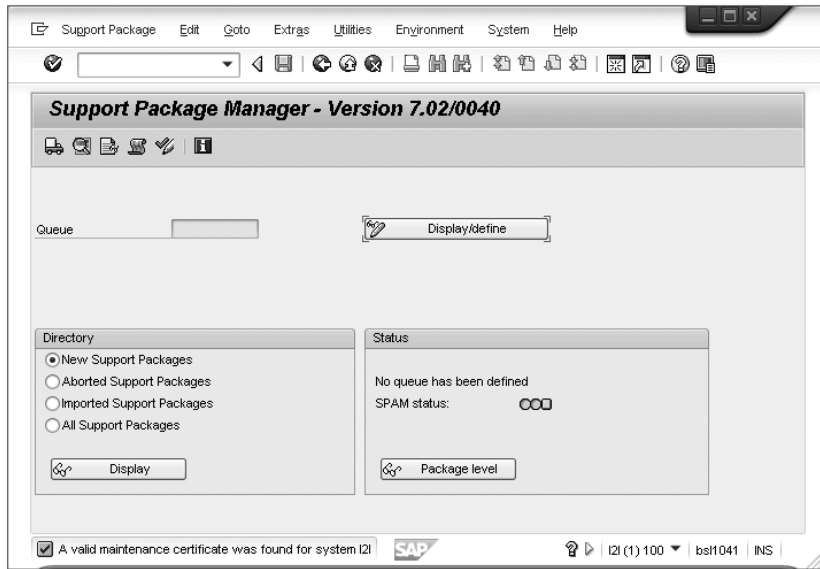 Support Package Edit Goto Extras Utilities Environment System Help
Support Package Manager - Version 7.02/0040
Queue
Display/define
Directory
New Support Packages
Aborted Support Packages
Imported Support Packages
All Support Packages
Display
Status
No queue has been defined
SPAM status:
Package level
A valid maintenance certificate was found for system I2I
SAP
I2I (1) 100 bsl1041 INS